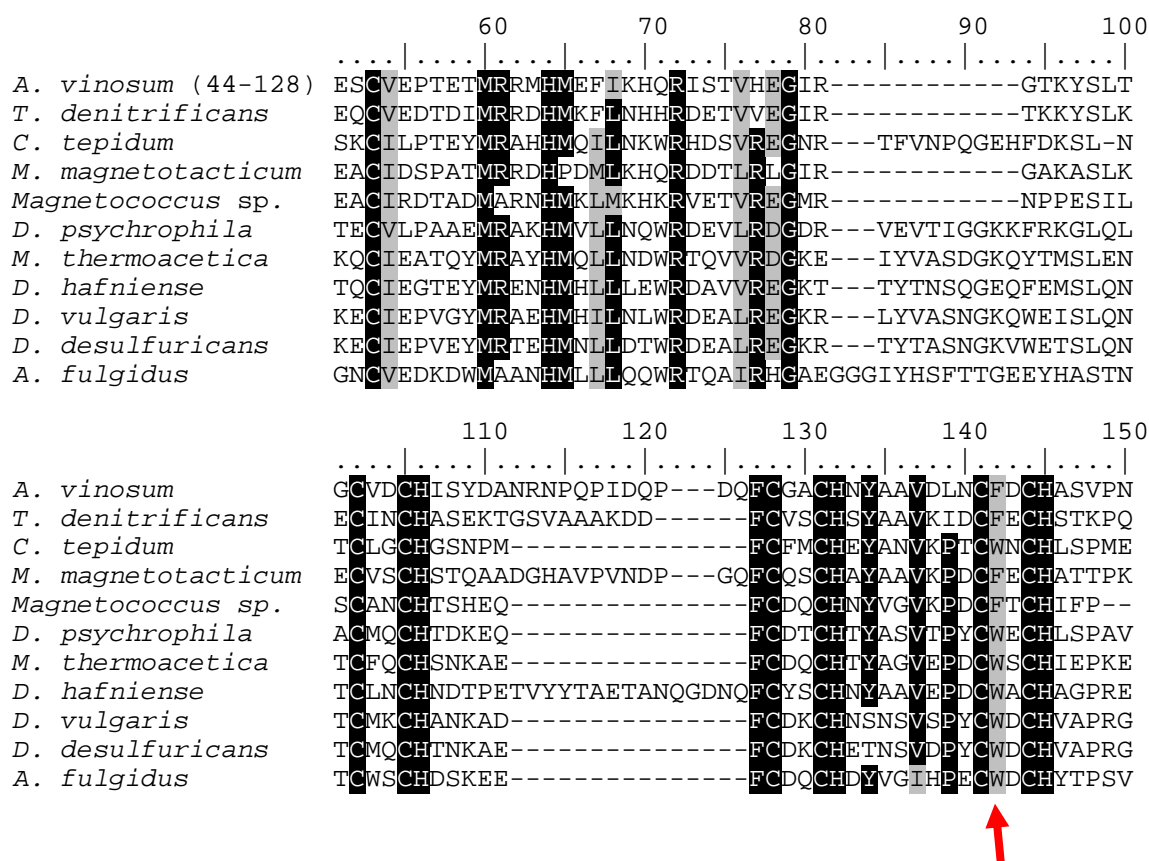 60 70 80 90 100
....|....|....|....|....|....|....|....|....|....|
A. vinosum (44-128) ESCVEPTETMRRMHMEFIKHQRISTVHEGIR------------GTKYSLT
T. denitrificans EQCVEDTDIMRRDHMKFLNHHRDETVVEGIR------------TKKYSLK
C. tepidum SKCILPTEYMRAHHMQILNKWRHDSVREGNR---TFVNPQGEHFDKSL-N
M. magnetotacticum EACIDSPATMRRDHPDMLKHQRDDTLRLGIR------------GAKASLK
Magnetococcus sp. EACIRDTADMARNHMKLMKHKRVETVREGMR------------NPPESIL
D. psychrophila TECVLPAAEMRAKHMVLLNQWRDEVLRDGDR---VEVTIGGKKFRKGLQL
M. thermoacetica KQCIEATQYMRAYHMQLLNDWRTQVVRDGKE---IYVASDGKQYTMSLEN
D. hafniense TQCIEGTEYMRENHMHLLLEWRDAVVREGKT---TYTNSQGEQFEMSLQN
D. vulgaris KECIEPVGYMRAEHMHILNLWRDEALREGKR---LYVASNGKQWEISLQN
D. desulfuricans KECIEPVEYMRTEHMNLLDTWRDEALREGKR---TYTASNGKVWETSLQN
A. fulgidus GNCVEDKDWMAANHMLLLQQWRTQAIRHGAEGGGIYHSFTTGEEYHASTN
110 120 130 140 150
....|....|....|....|....|....|....|....|....|....|
A. vinosum GCVDCHISYDANRNPQPIDQP---DQFCGACHNYAAVDLNCFDCHASVPN
T. denitrificans ECINCHASEKTGSVAAAKDD------FCVSCHSYAAVKIDCFECHSTKPQ
C. tepidum TCLGCHGSNPM---------------FCFMCHEYANVKPTCWNCHLSPME
M. magnetotacticum ECVSCHSTQAADGHAVPVNDP---GQFCQSCHAYAAVKPDCFECHATTPK
Magnetococcus sp. SCANCHTSHEQ---------------FCDQCHNYVGVKPDCFTCHIFP--
D. psychrophila ACMQCHTDKEQ---------------FCDTCHTYASVTPYCWECHLSPAV
M. thermoacetica TCFQCHSNKAE---------------FCDQCHTYAGVEPDCWSCHIEPKE
D. hafniense TCLNCHNDTPETVYYTAETANQGDNQFCYSCHNYAAVEPDCWACHAGPRE
D. vulgaris TCMKCHANKAD---------------FCDKCHNSNSVSPYCWDCHVAPRG
D. desulfuricans TCMQCHTNKAE---------------FCDKCHETNSVDPYCWDCHVAPRG
A. fulgidus TCWSCHDSKEE---------------FCDQCHDYVGIHPECWDCHYTPSV